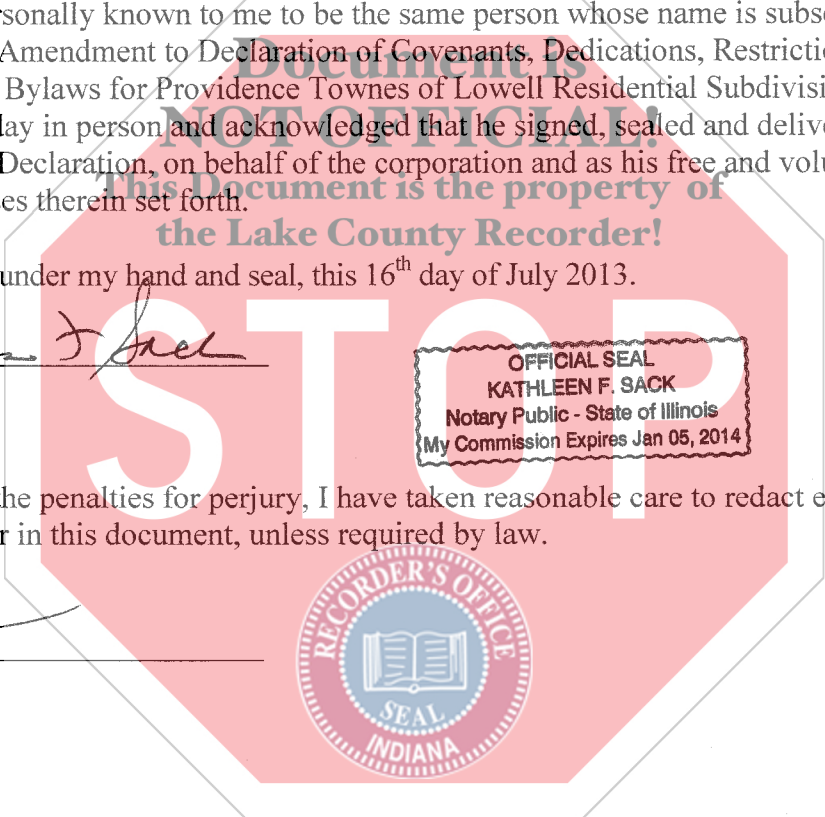 rsonally known to me to be the same person whose name is subs
Amendment to Declaration of Covenants, Dedications, Restricti
Document is
Bylaws for Providence Townes of Lowell Residential Subdivisi
NOT OFFICIAL!
lay in person and acknowledged that he signed, sealed and delive
Declaration, on behalf of the corporation and as his free and volu
This Document is the property of
es therein set forth.
the Lake County Recorder!
under my hand and seal, this 16th day of July 2013.
STOP
F Sack
OFFICIAL SEAL
KATHLEEN F. SACK
Notary Public - State of Illinois
My Commission Expires Jan 05, 2014
he penalties for perjury, I have taken reasonable care to redact e
r in this document, unless required by law.
RECORDER'S OFFICE
SEAL
INDIANA